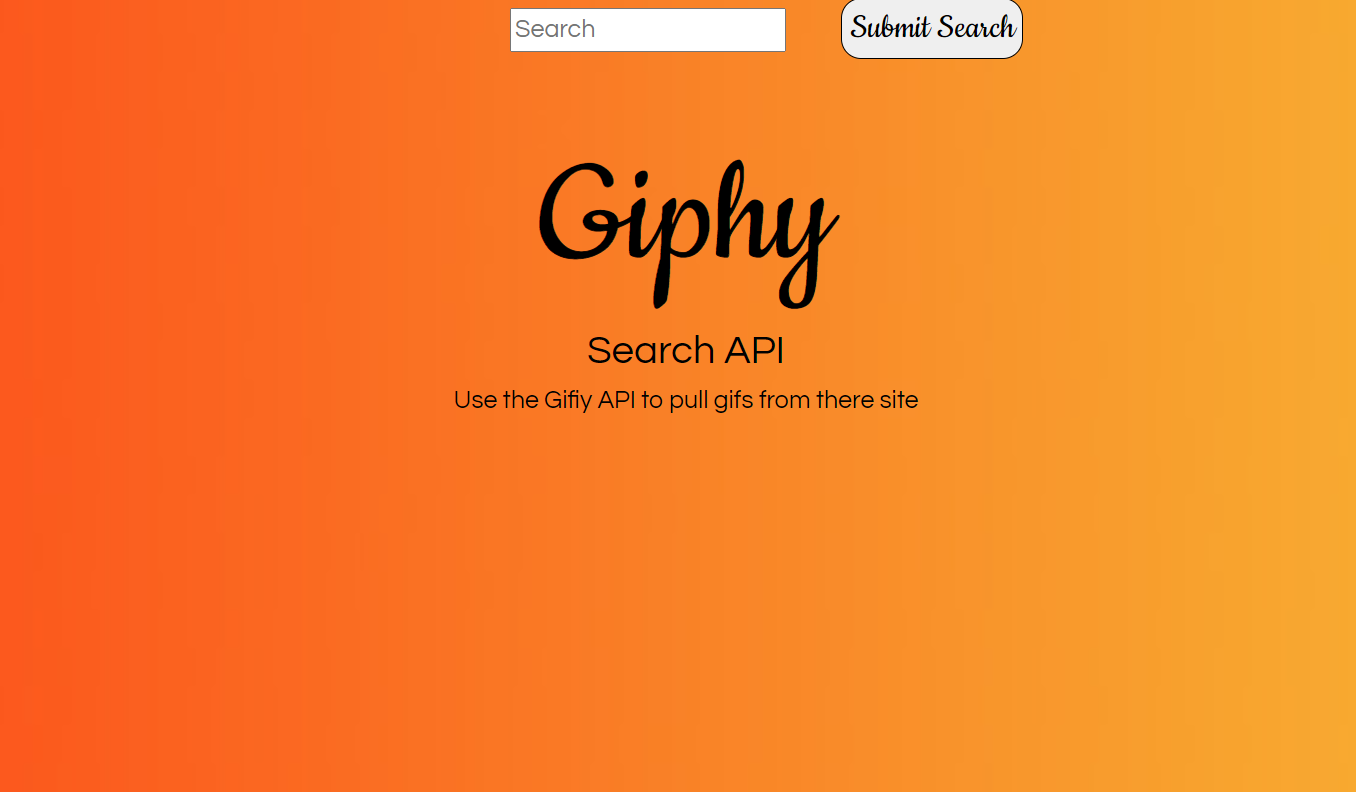 Search
Submit Search
Giphy
Search API
Use the Gifiy API to pull gifs from there site